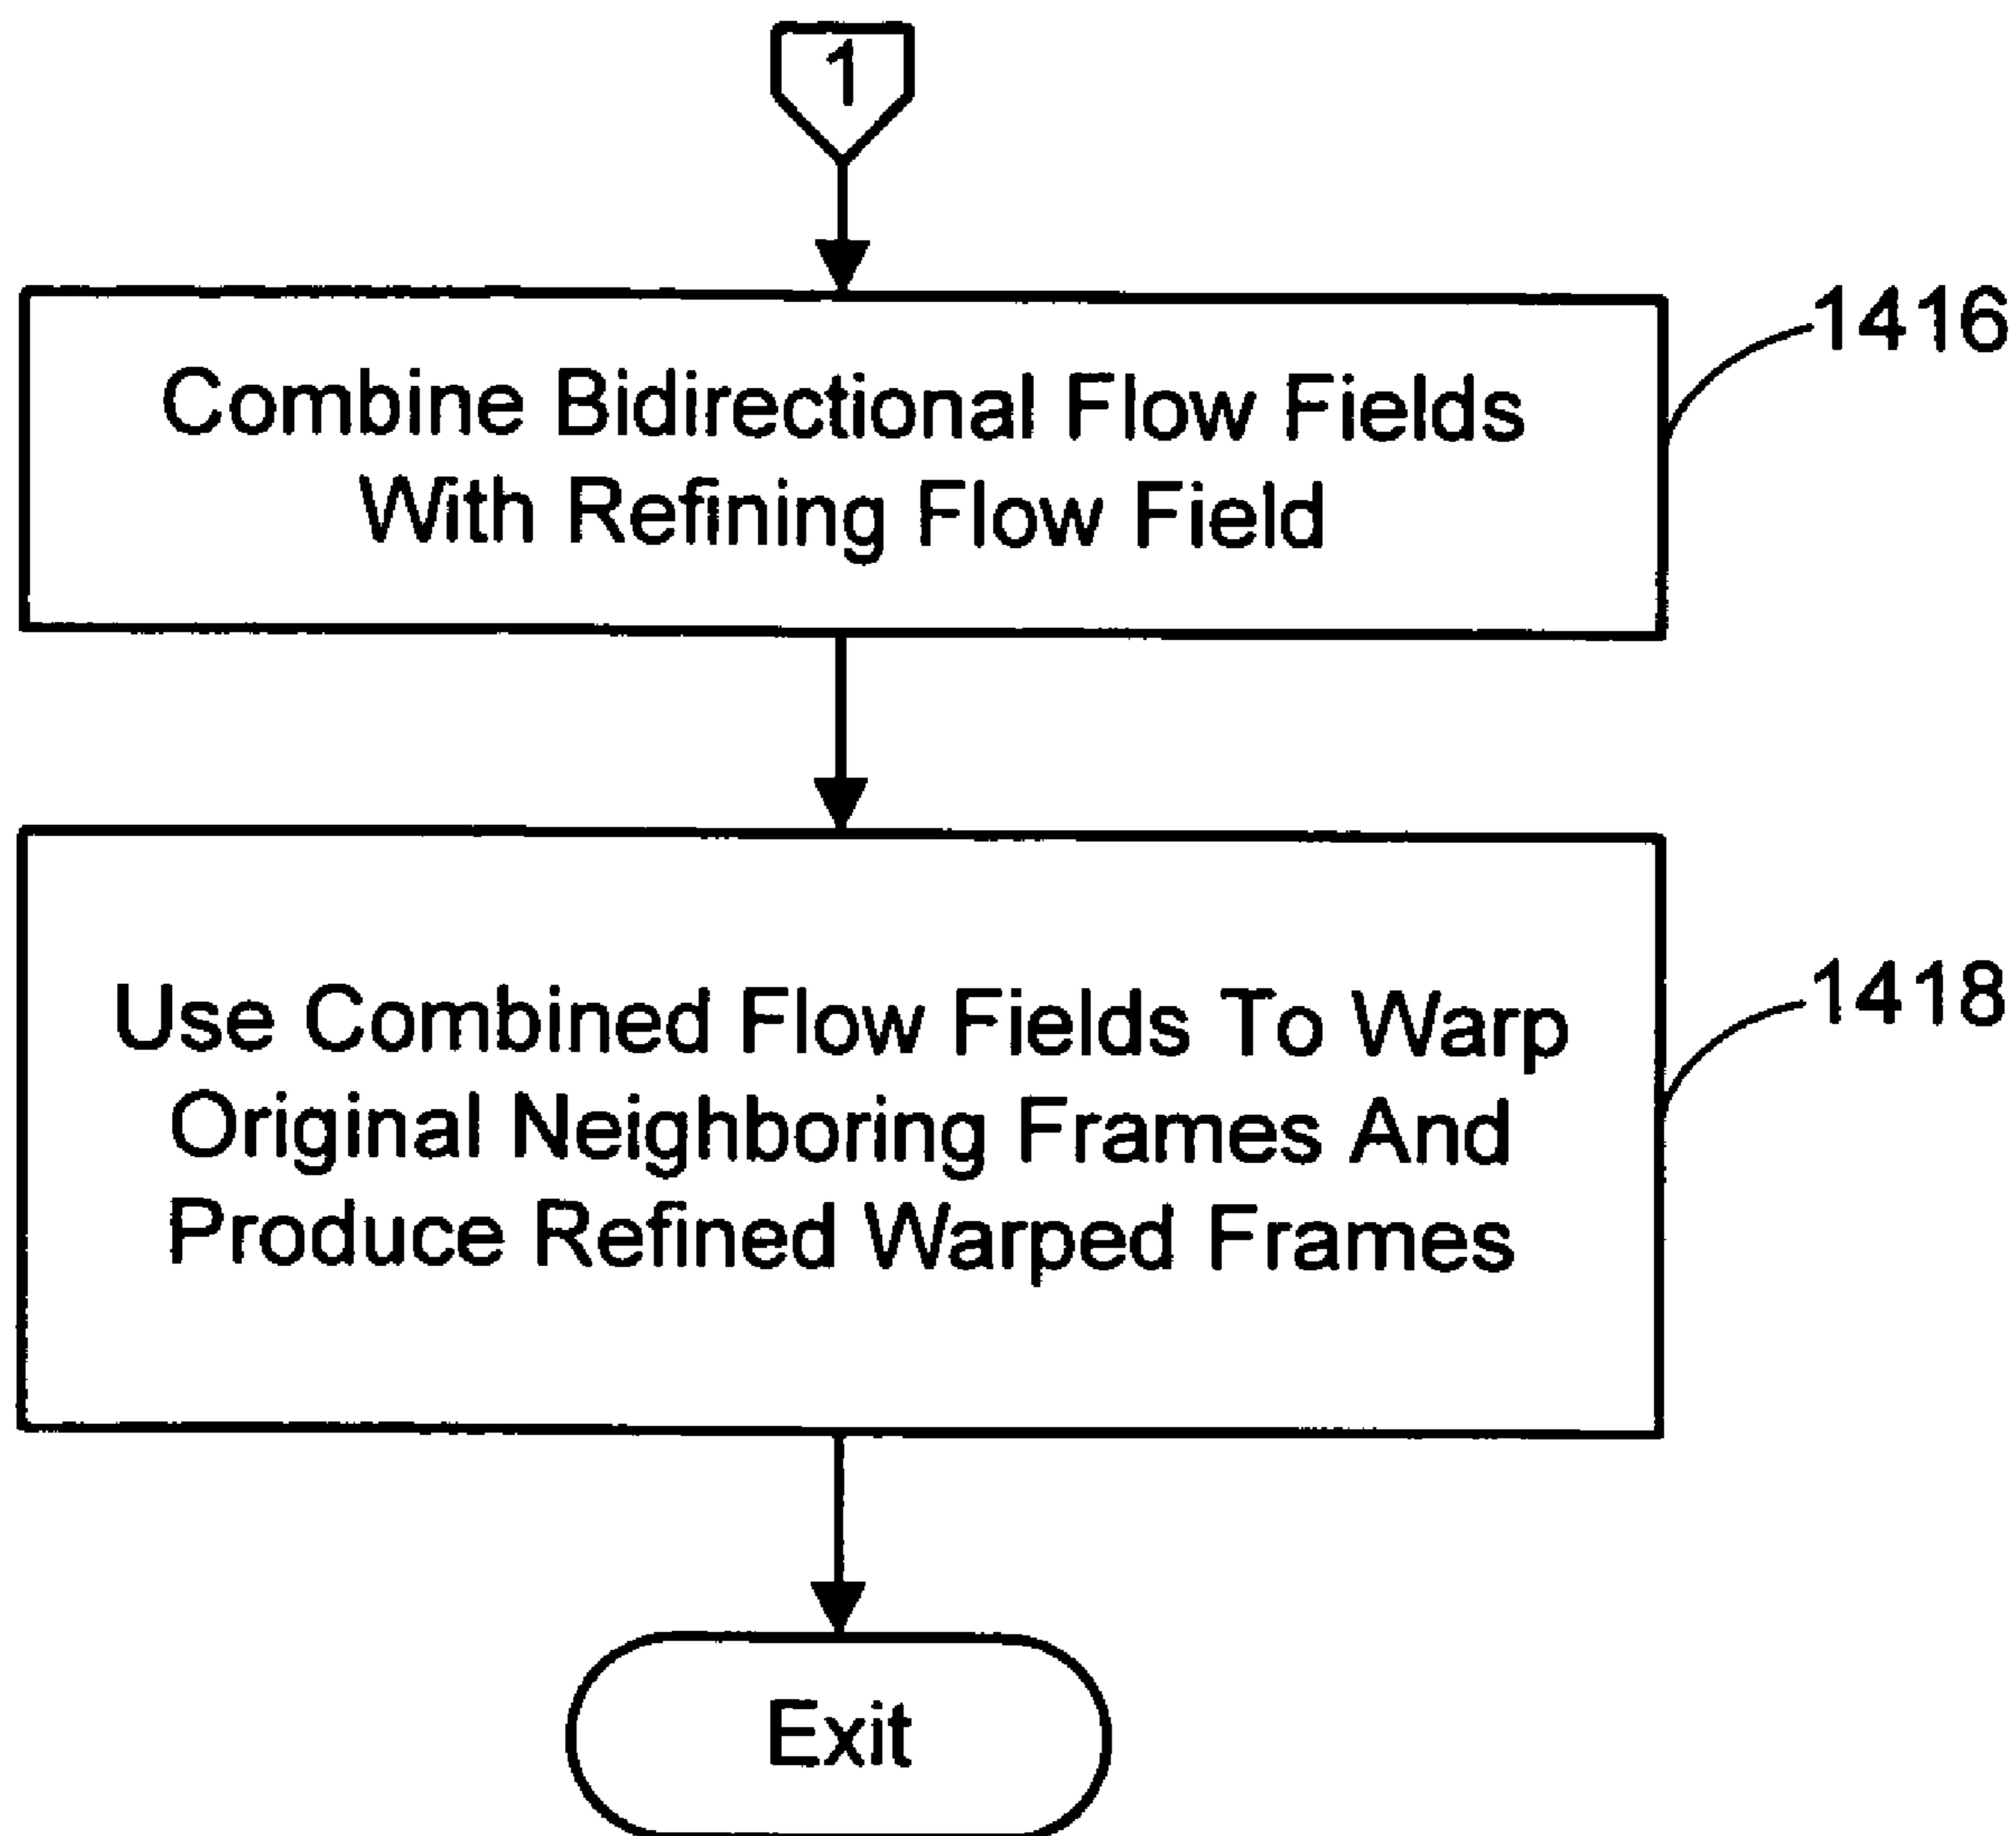 1
Combine Bidirectional Flow Fields
With Refining Flow Field
1416
Use Combined Flow Fields To Warp
Original Neighboring Frames And
Produce Refined Warped Frames
1418
Exit